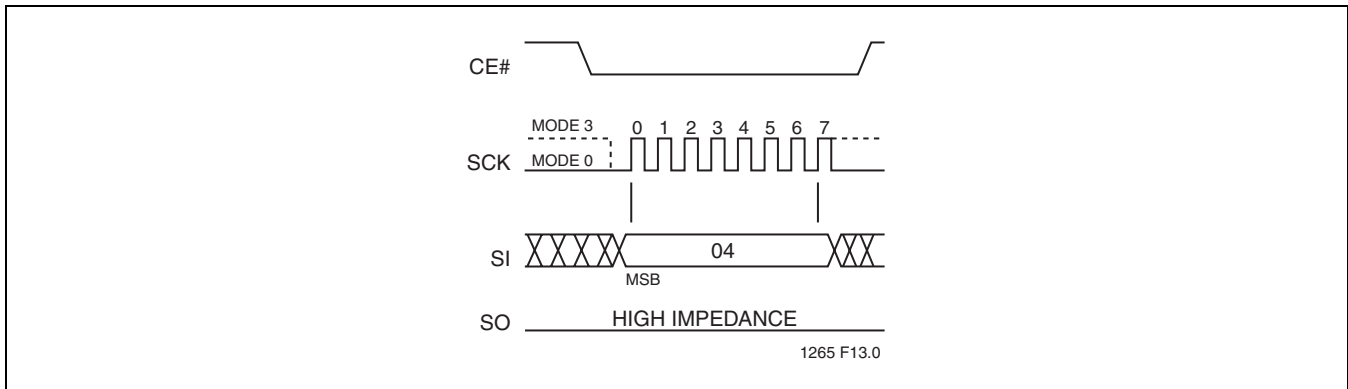 CE#
MODE 3
0 1 2 3 4 5 6 7
SCK
MODE 0
SI
04
MSB
SO
HIGH IMPEDANCE
1265 F13.0